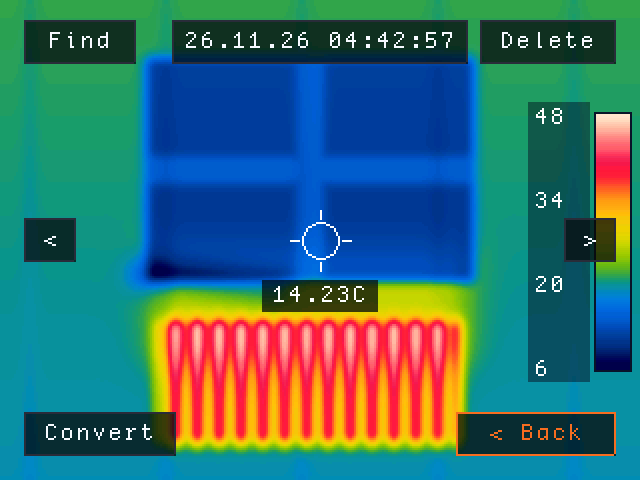 Find
26.11.26 04:42:57
Delete
48
34
<
>
20
14.23C
6
Convert
< Back